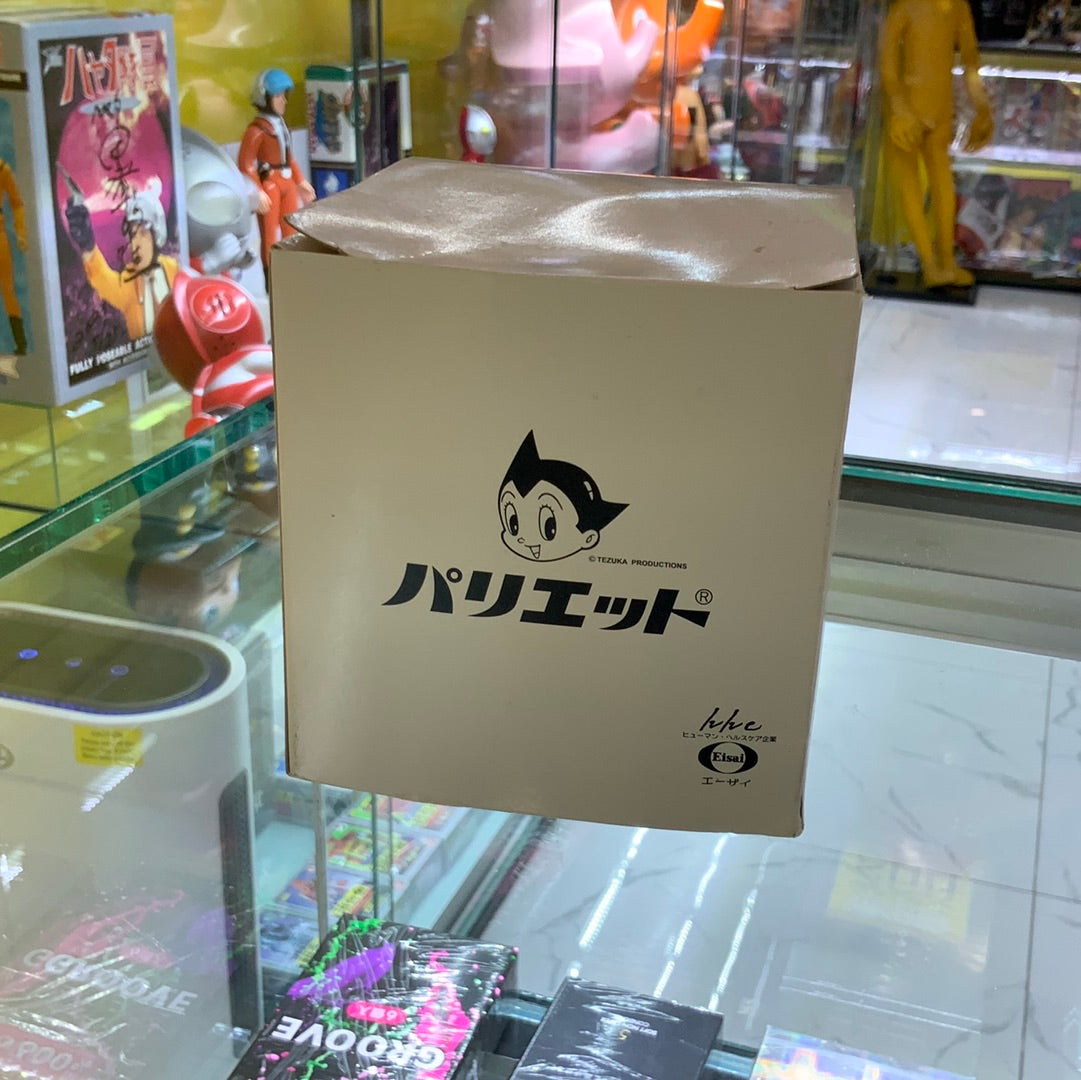 FULLY POSEABLE ACTI
© TEZUKA PRODUCTIONS
パリエット®
hhc
ヒューマン・ヘルスケア企業
Eisai
エーザイ
GROOVE